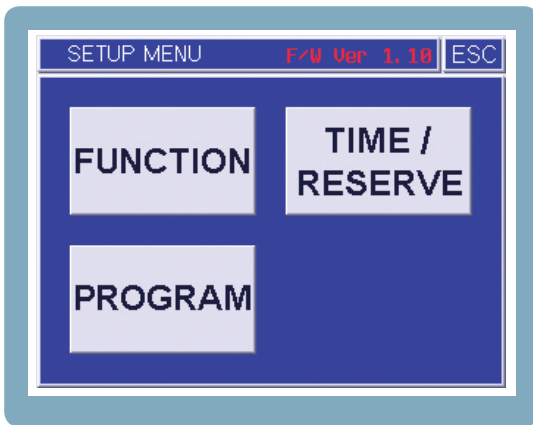 SETUP MENU F/W Ver 1.10 ESC
FUNCTION
TIME /
RESERVE
PROGRAM